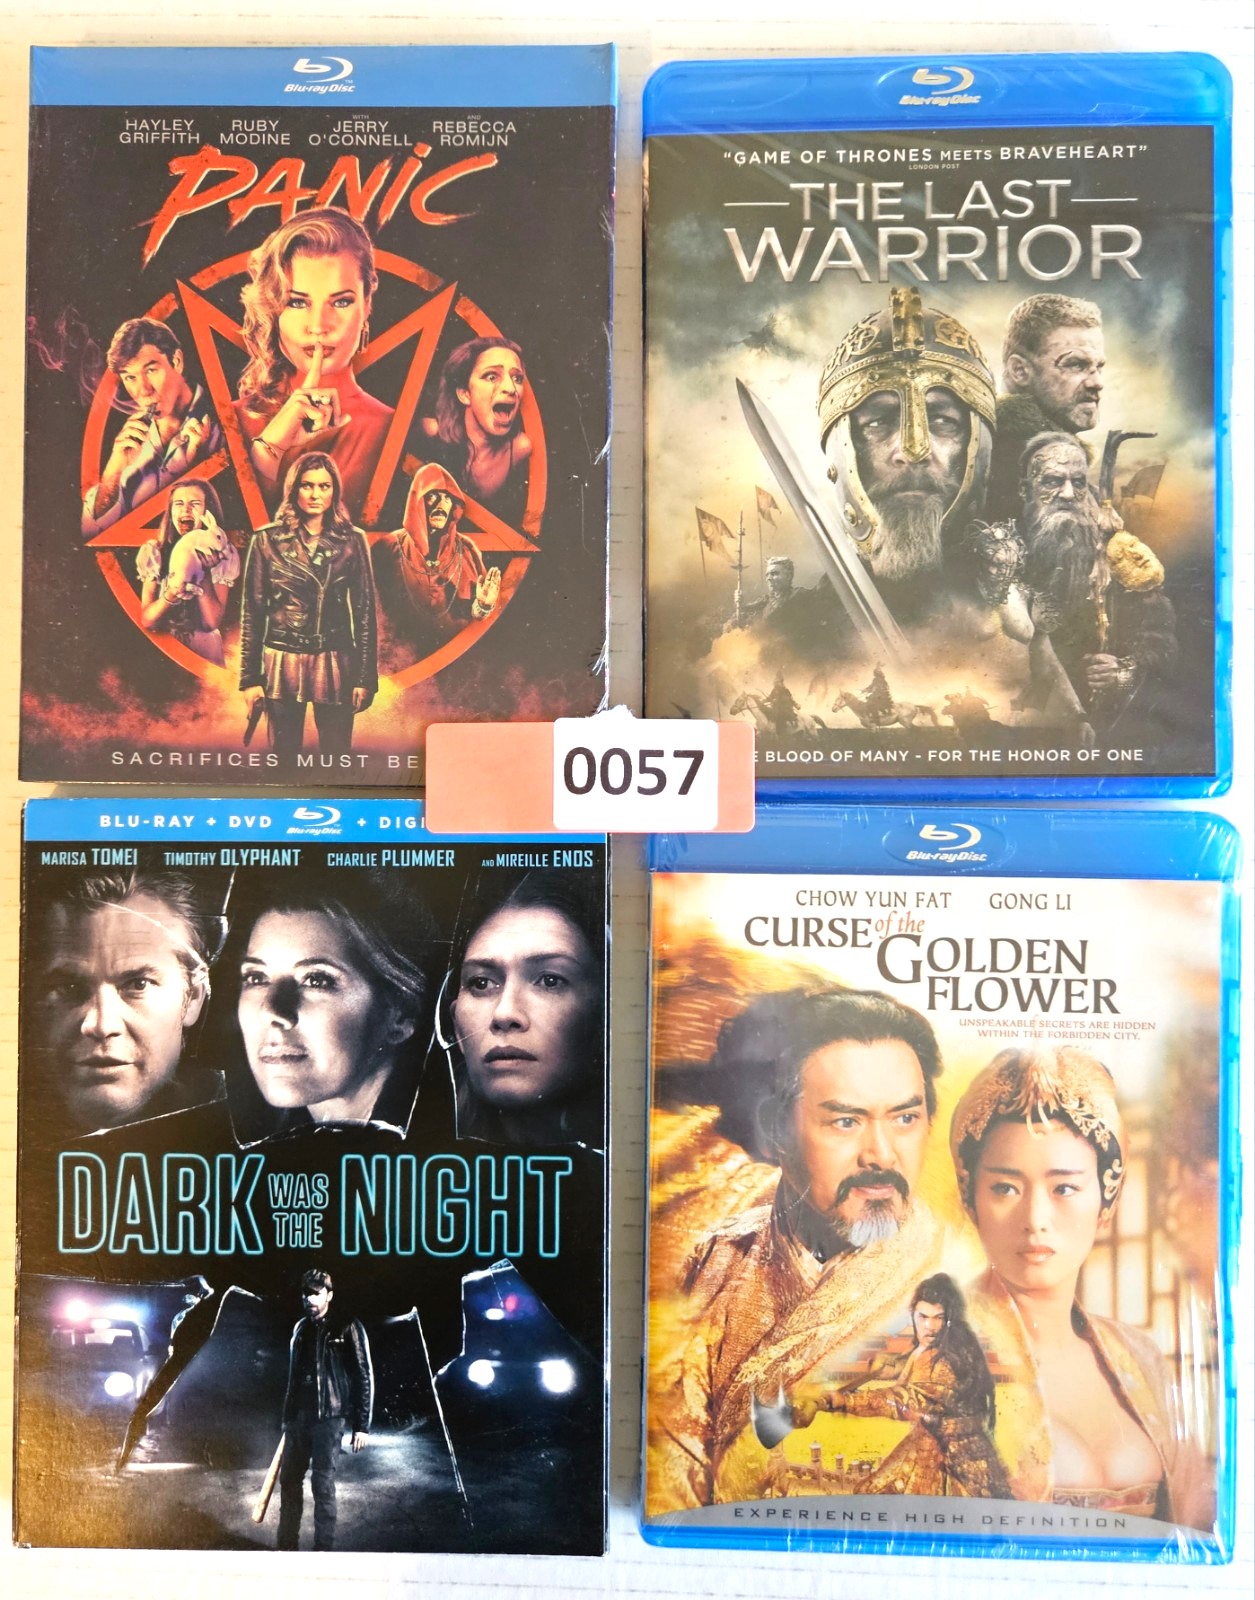 Blu-ray Disc
HAYLEY GRIFFITH RUBY MODINE WITH JERRY O'CONNELL AND REBECCA ROMIJN
PANIC
SACRIFICES MUST BE
Blu-ray Disc
"GAME OF THRONES MEETS BRAVEHEART"
LONDON POST
THE LAST
WARRIOR
BLOOD OF MANY - FOR THE HONOR OF ONE
0057
BLU-RAY + DVD Blu-ray Disc + DIGI
MARISA TOMEI TIMOTHY OLYPHANT CHARLIE PLUMMER AND MIREILLE ENOS
DARK WAS THE NIGHT
Blu-ray Disc
CHOW YUN FAT GONG LI
CURSE of the
GOLDEN
FLOWER
UNSPEAKABLE SECRETS ARE HIDDEN
WITHIN THE FORBIDDEN CITY.
EXPERIENCE HIGH DEFINITION